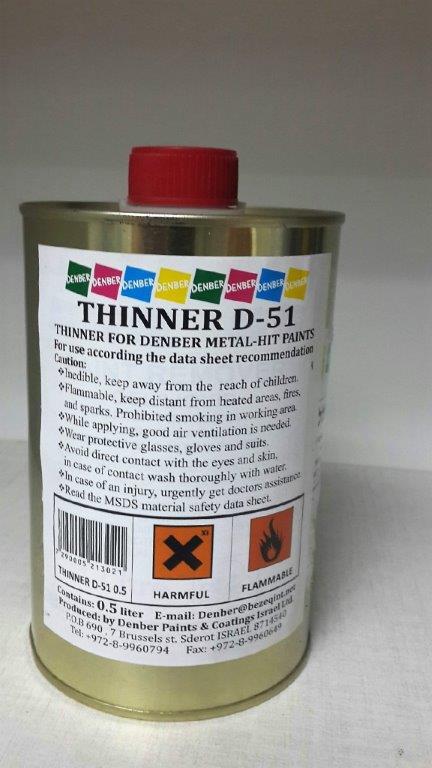 DENBER DENBER DENBER DENBER DENBER DENBER DENBER DENBER
THINNER D-51
THINNER FOR DENBER METAL-HIT PAINTS
For use according the data sheet recommendation
Caution:
❖Inedible, keep away from the reach of children.
❖Flammable, keep distant from heated areas, fires,
and sparks. Prohibited smoking in working area.
❖While applying, good air ventilation is needed.
❖Wear protective glasses, gloves and suits.
❖Avoid direct contact with the eyes and skin,
in case of contact wash thoroughly with water.
❖In case of an injury, urgently get doctors assistance.
❖Read the MSDS material safety data sheet.
7290005213021
THINNER D-51 0.5
HARMFUL
FLAMMABLE
Contains: 0.5 liter E-mail: Denber@bezeqint.net
Produced: by Denber Paints & Coatings Israel Ltd
P.O.B 690 , 7 Brussels st. Sderot ISRAEL 8714540
Tel: +972-8-9960794 Fax: +972-8-9960649